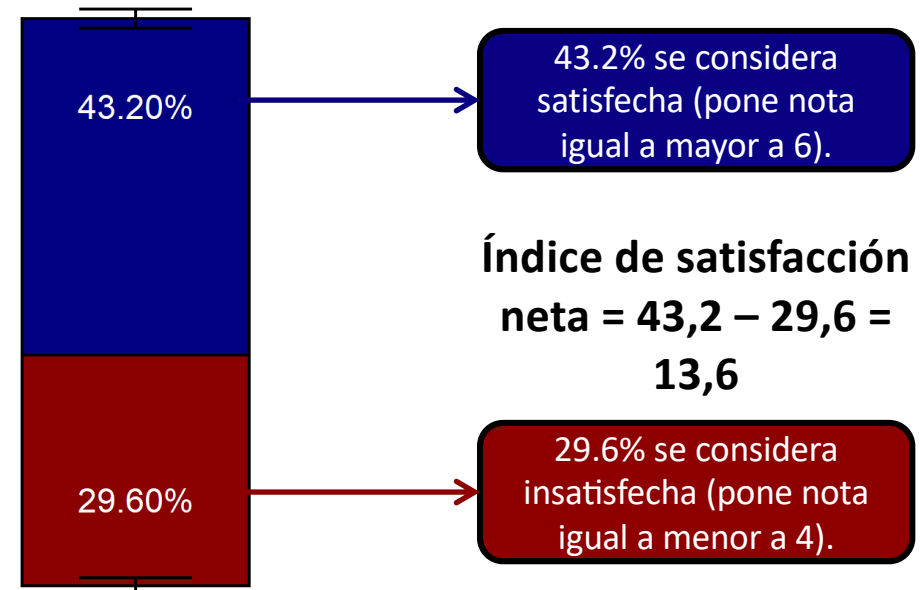 43.20%
43.2% se considera
satisfecha (pone nota
igual a mayor a 6).
Índice de satisfacción
neta = 43,2 – 29,6 =
13,6
29.60%
29.6% se considera
insatisfecha (pone nota
igual a menor a 4).